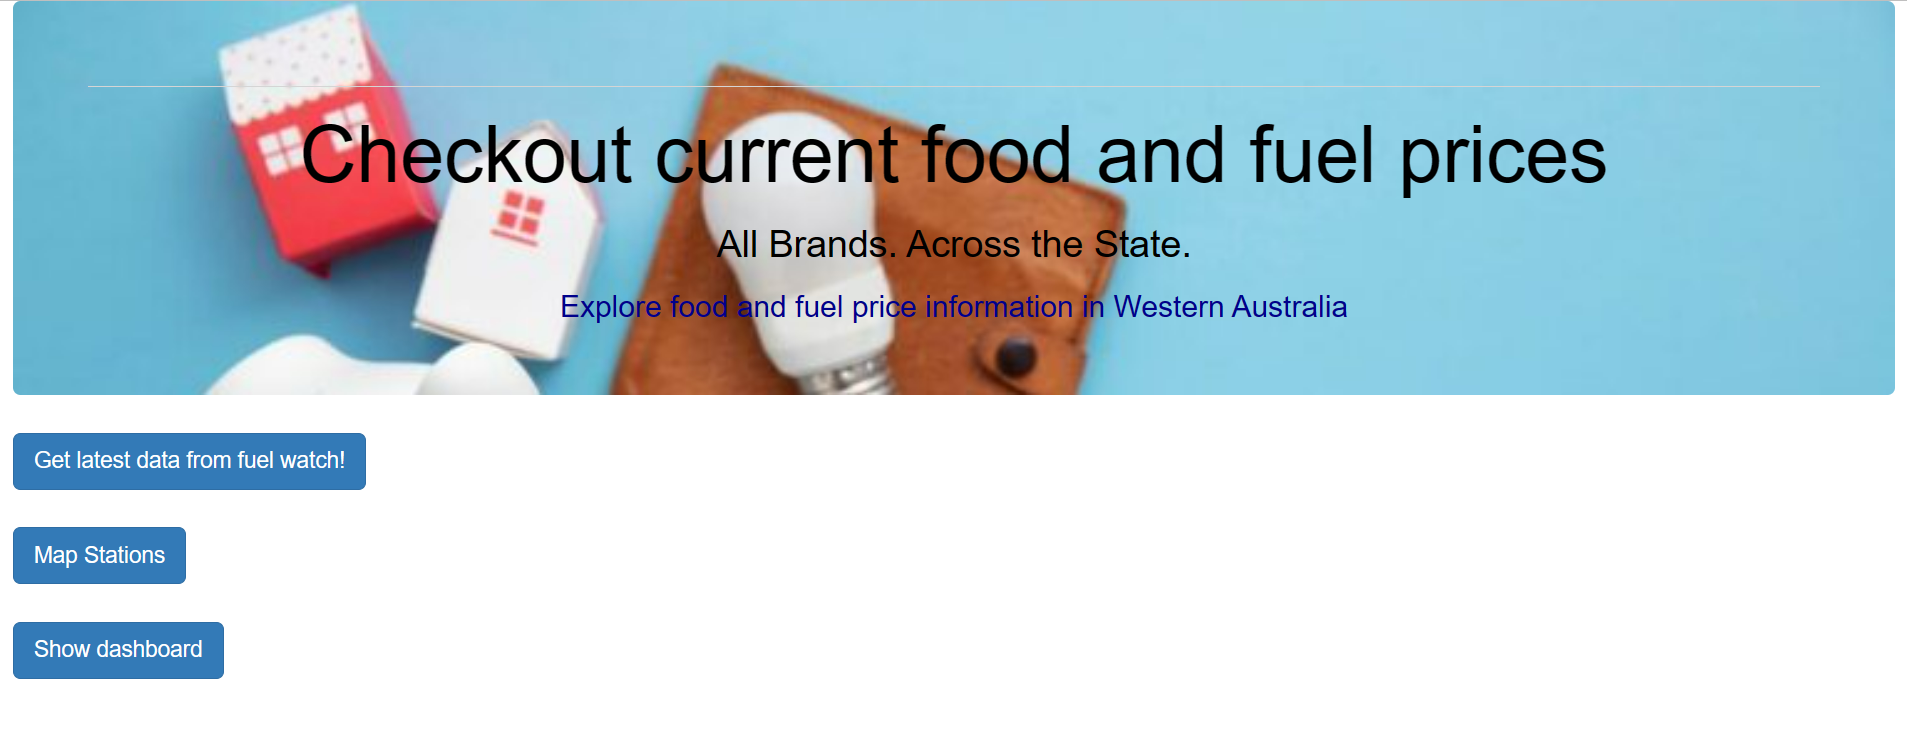 Checkout current food and fuel prices
All Brands. Across the State.
Explore food and fuel price information in Western Australia
Get latest data from fuel watch!
Map Stations
Show dashboard